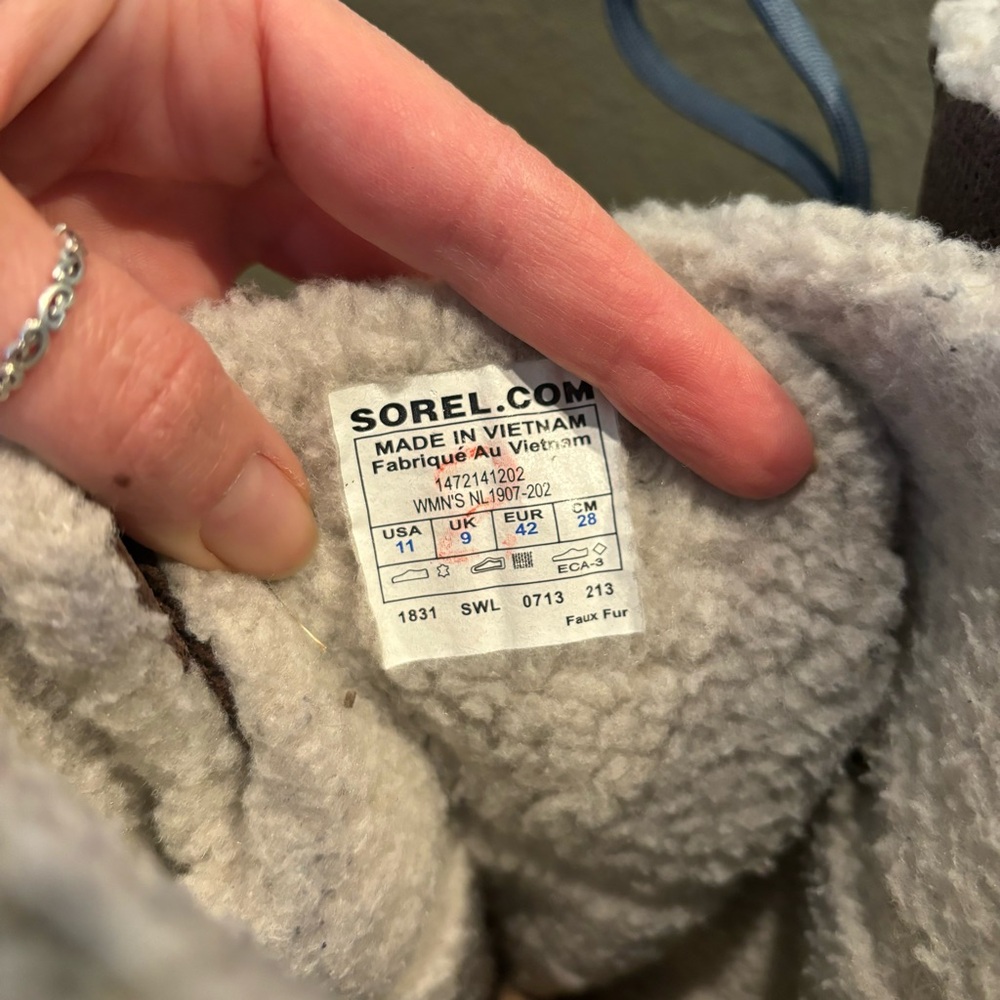 SOREL.COM
MADE IN VIETNAM
Fabriqué Au Vietnam
1472141202
WMN'S NL1907-202
USA UK EUR CM
11 9 42 28
ECA-3
1831 SWL 0713 213
Faux Fur